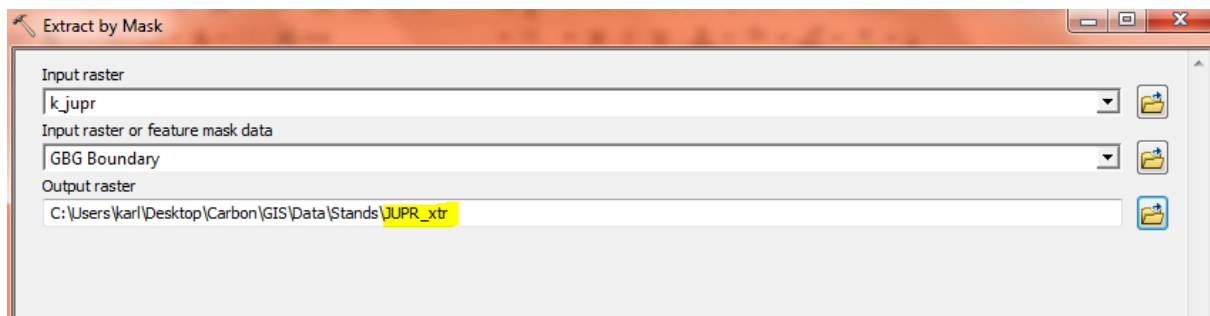 Extract by Mask
Input raster
k_jupr
Input raster or feature mask data
GBG Boundary
Output raster
C:\Users\karl\Desktop\Carbon\GIS\Data\Stands\JUPR_xtr